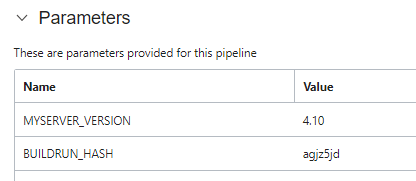 Parameters
These are parameters provided for this pipeline
Name Value
MYSERVER_VERSION 4.10
BUILDRUN_HASH agjz5jd